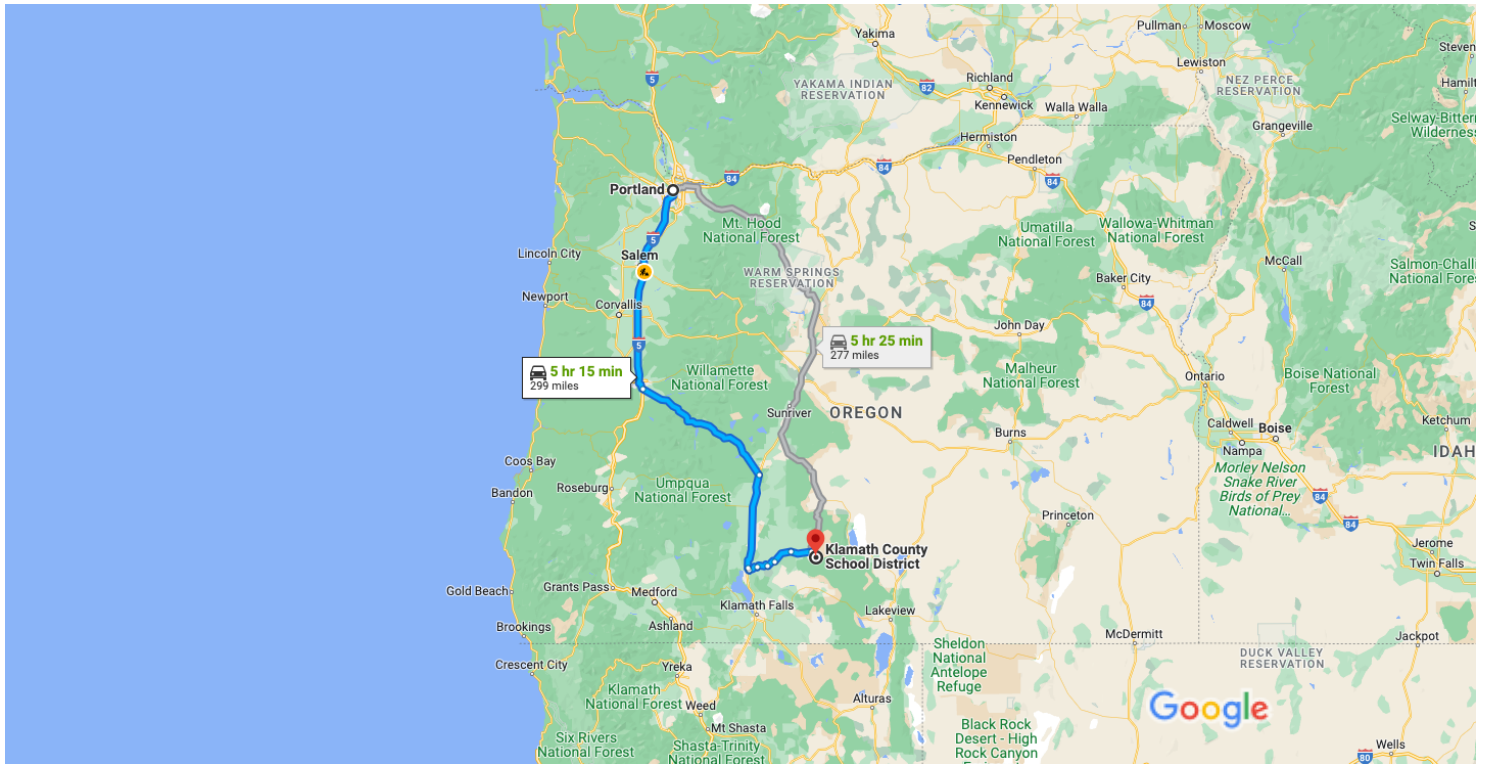 Pullman
Moscow
Yakima
Steven
5
Lewiston
Richland
YAKAMA INDIAN
RESERVATION
82
NEZ PERCE
RESERVATION
Hamilt
Kennewick
Walla Walla
Selway-Bitter
Wilderness
Grangeville
Hermiston
Pendleton
84
84
84
Portland
Mt. Hood
National Forest
Umatilla
National Forest
Wallowa-Whitman
National Forest
S
5
Lincoln City
Salem
McCall
WARM SPRINGS
RESERVATION
Salmon-Chall
National Fores
Baker City
Newport
Corvallis
84
John Day
5
5 hr 25 min
277 miles
5 hr 15 min
299 miles
Willamette
National Forest
Malheur
National Forest
Ontario
Boise National
Forest
Sunriver
OREGON
Ketchum
Caldwell
Boise
Burns
Nampa
IDAH
Coos Bay
Morley Nelson
Snake River
Birds of Prey
National...
Roseburg
Bandon
Umpqua
National Forest
84
Princeton
84
Jerome
Twin Falls
Klamath County
School District
Gold Beach
Grants Pass
Medford
Klamath Falls
Lakeview
Ashland
Brookings
McDermitt
Jackpot
Sheldon
National
Antelope
Refuge
DUCK VALLEY
RESERVATION
Crescent City
Yreka
Klamath
National Forest
Weed
Alturas
Google
Mt Shasta
Black Rock
Desert - High
Rock Canyon
Six Rivers
National Forest
Shasta-Trinity
National Forest
Wells
80